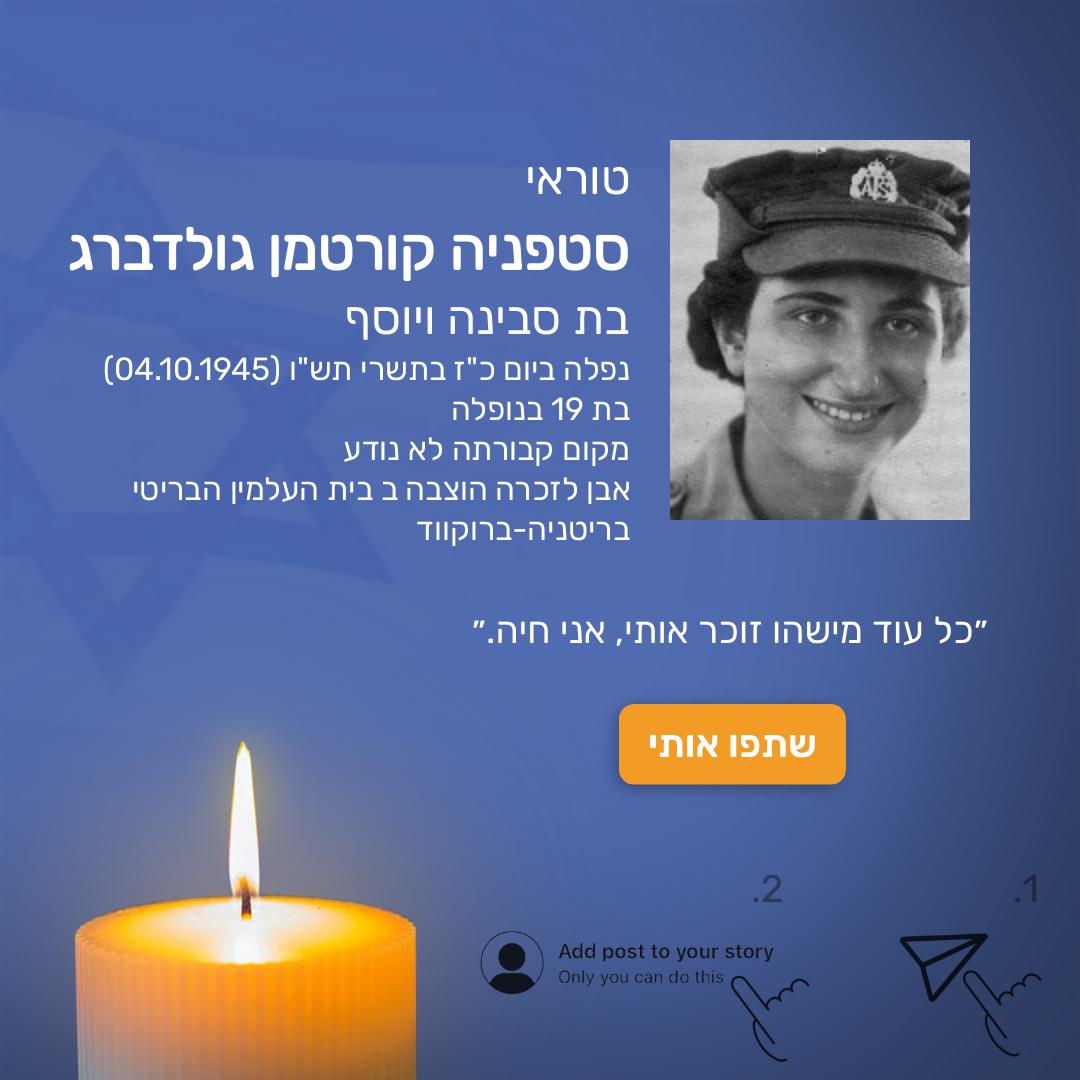 טוראי
סטפניה קורטמן גולדברג
בת סבינה ויוסף
נפלה ביום כ"ז בתשרי תש"ו (04.10.1945)
בת 19 בנופלה
מקום קבורתה לא נודע
אבן לזכרה הוצבה ב בית העלמין הבריטי
בריטניה-ברוקווד
ATS
״כל עוד מישהו זוכר אותי, אני חיה.״
שתפו אותי
.1
.2
Add post to your story
Only you can do this